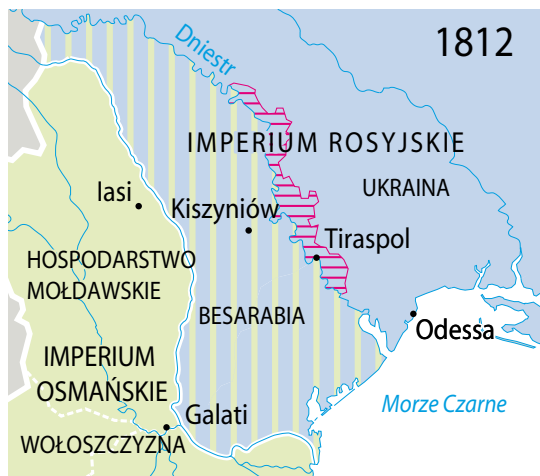 1812
Dniestr
IMPERIUM ROSYJSKIE
UKRAINA
Iasi
Kiszyniów
Tiraspol
HOSPODARSTWO
MOŁDAWSKIE
BESARABIA
Odessa
IMPERIUM
OSMAŃSKIE
Morze Czarne
Galati
WOŁOSZCZYZNA